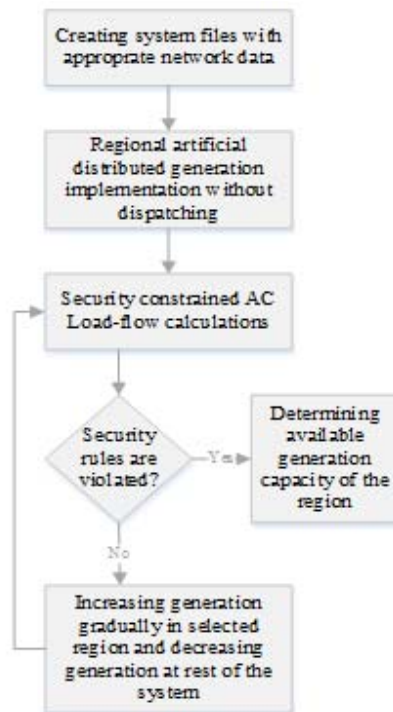 Creating system files with
approprate network data
Regional artificial
distributed generation
implementation without
dispatching
Security constrained AC
Load-flow calculations
Security
rules are
violated?
Yes
Determining
available
generation
capacity of the
region
No
Increasing generation
gradually in selected
region and decreasing
generation at rest of the
system